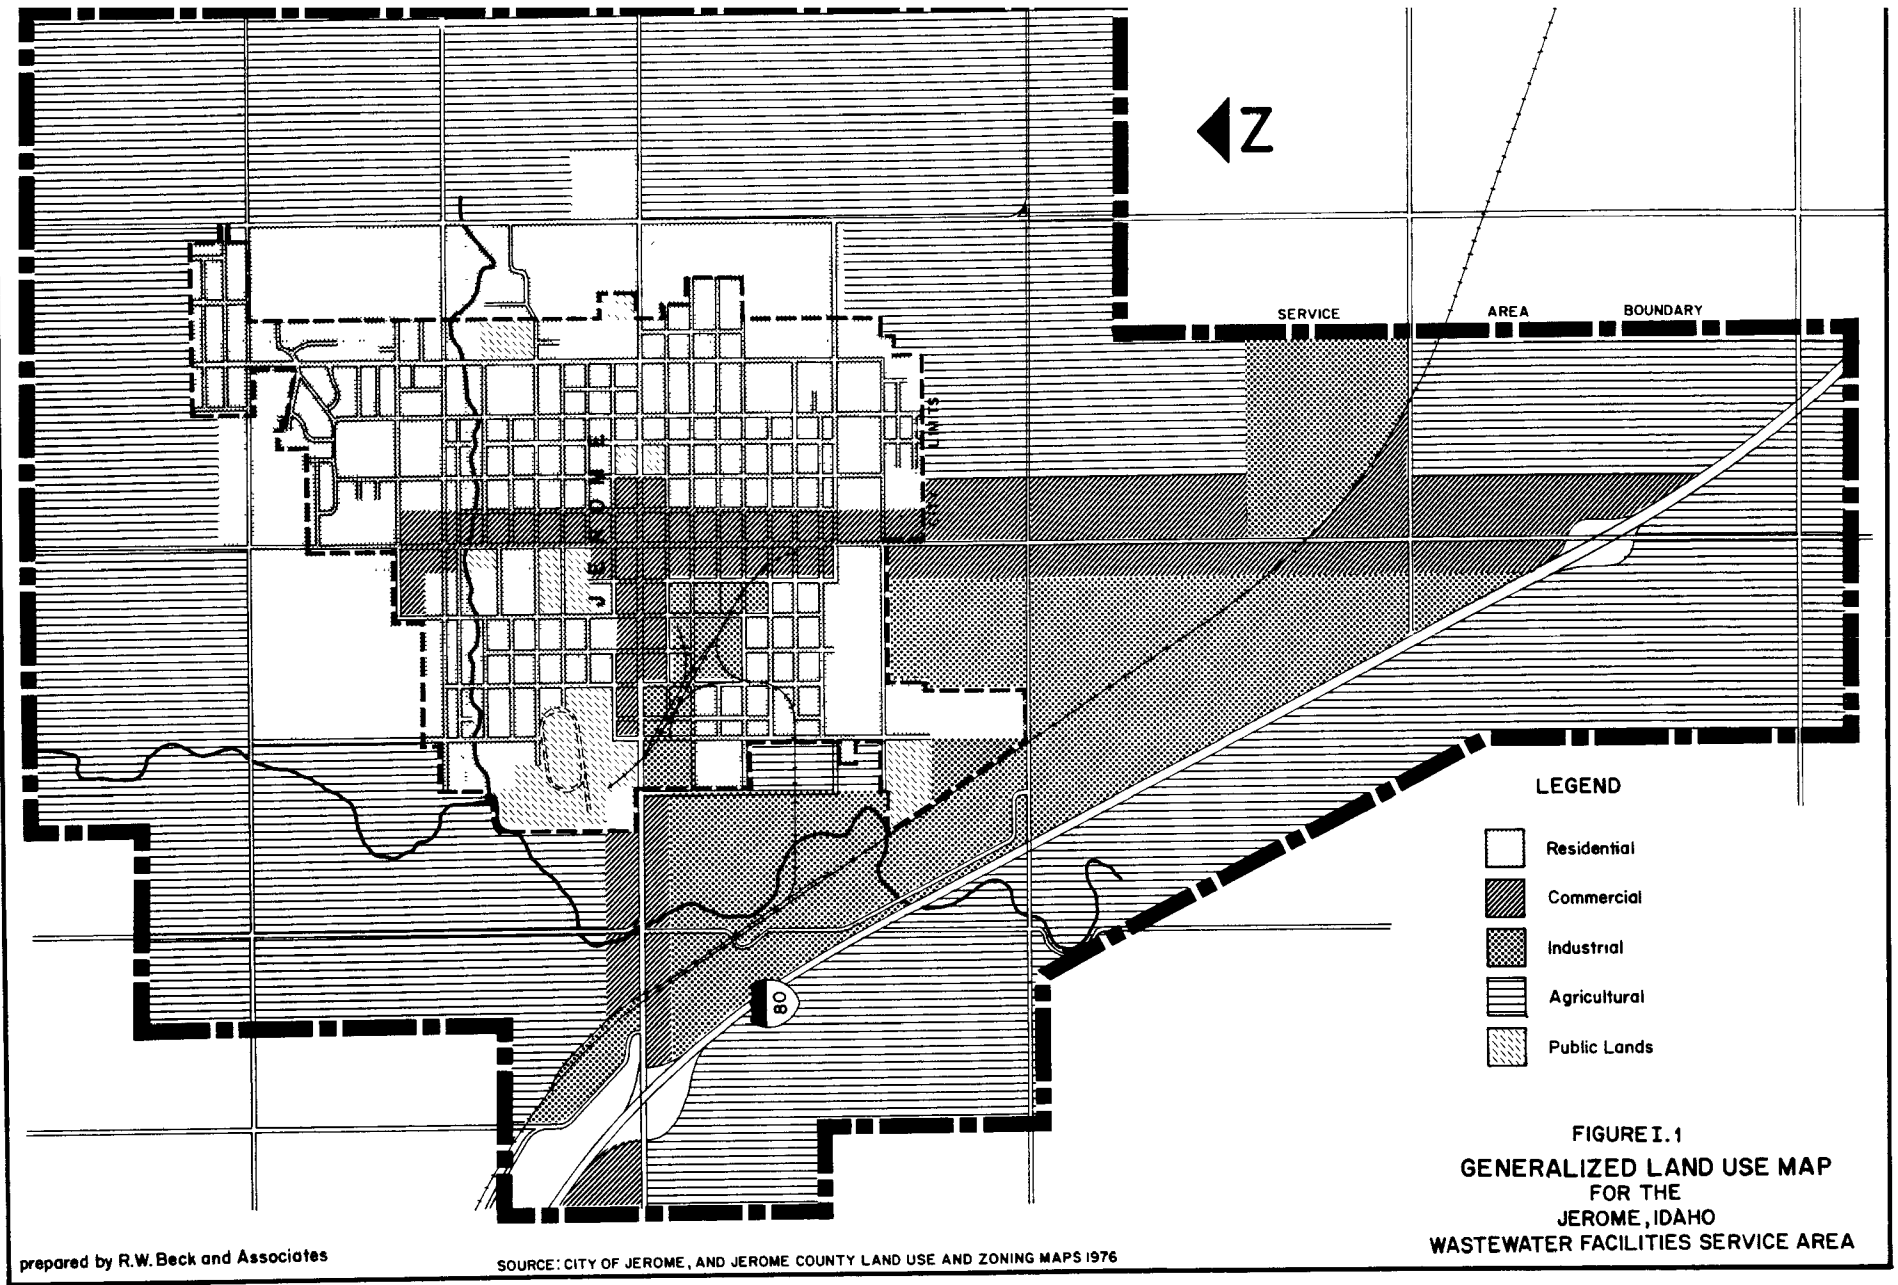 Z
SERVICE AREA BOUNDARY
CITY LIMITS
JEROME
80
LEGEND
Residential
Commercial
Industrial
Agricultural
Public Lands
FIGURE I.1
GENERALIZED LAND USE MAP
FOR THE
JEROME, IDAHO
WASTEWATER FACILITIES SERVICE AREA
prepared by R.W. Beck and Associates
SOURCE: CITY OF JEROME, AND JEROME COUNTY LAND USE AND ZONING MAPS 1976